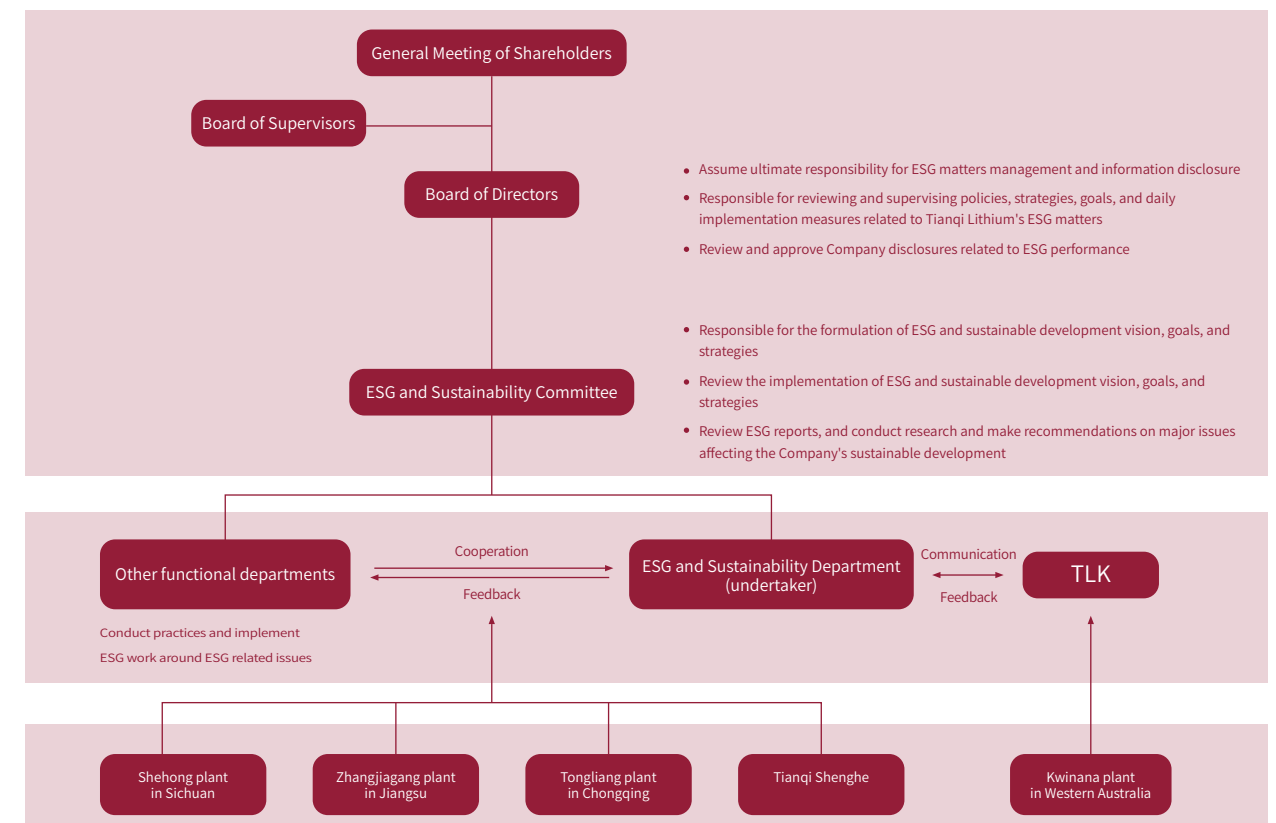 General Meeting of Shareholders
Board of Supervisors
Board of Directors
• Assume ultimate responsibility for ESG matters management and information disclosure
• Responsible for reviewing and supervising policies, strategies, goals, and daily
implementation measures related to Tianqi Lithium's ESG matters
• Review and approve Company disclosures related to ESG performance
ESG and Sustainability Committee
• Responsible for the formulation of ESG and sustainable development vision, goals, and
strategies
• Review the implementation of ESG and sustainable development vision, goals, and
strategies
• Review ESG reports, and conduct research and make recommendations on major issues
affecting the Company's sustainable development
Other functional departments
Cooperation
Feedback
ESG and Sustainability Department
(undertaker)
Communication
Feedback
TLK
Conduct practices and implement
ESG work around ESG related issues
Shehong plant
in Sichuan
Zhangjiagang plant
in Jiangsu
Tongliang plant
in Chongqing
Tianqi Shenghe
Kwinana plant
in Western Australia